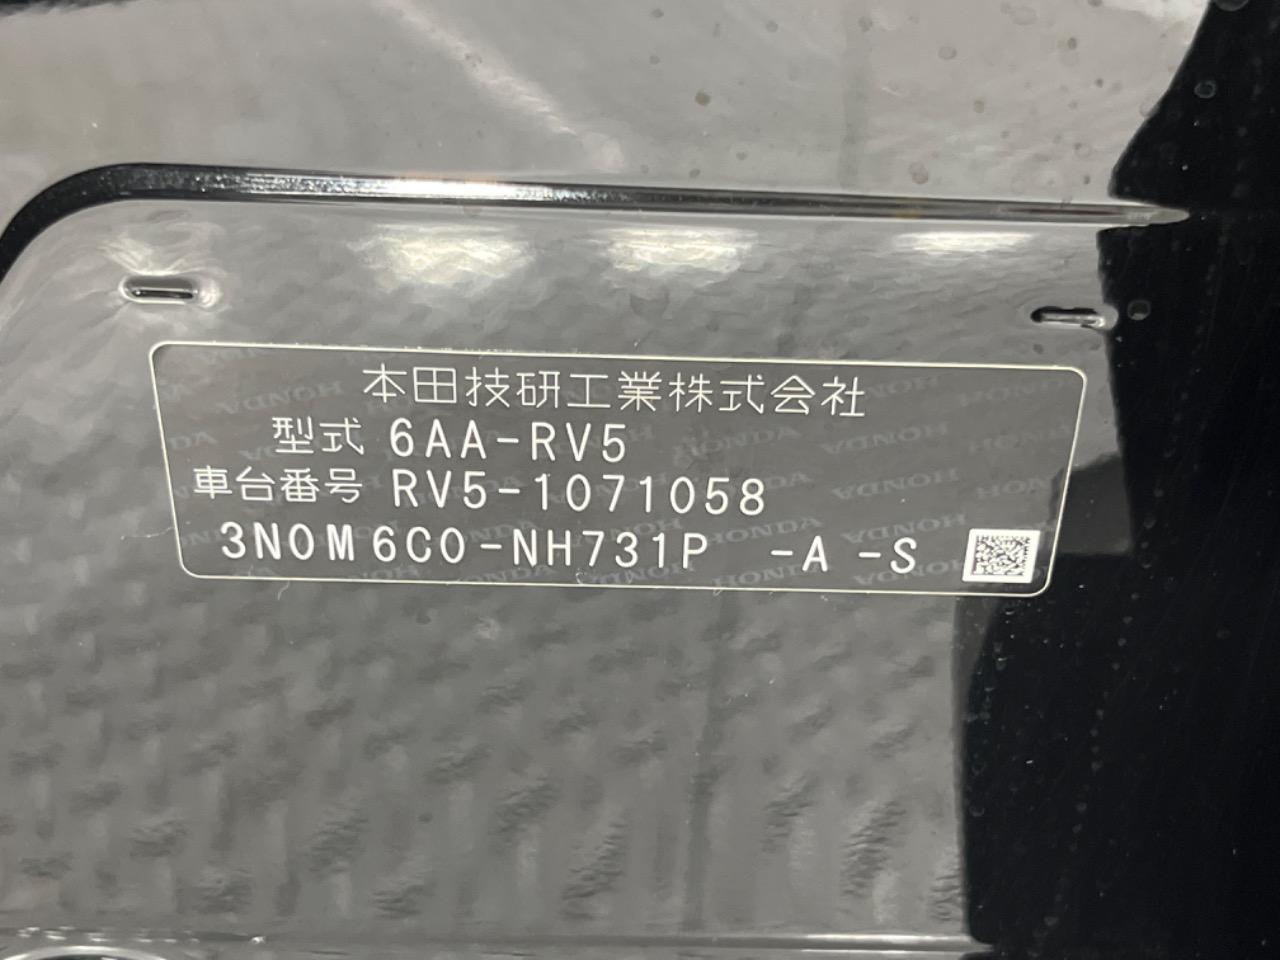 本田技研工業株式会社
型式 6AA-RV5
車台番号 RV5-1071058
3N0M6C0-NH731P -A -S